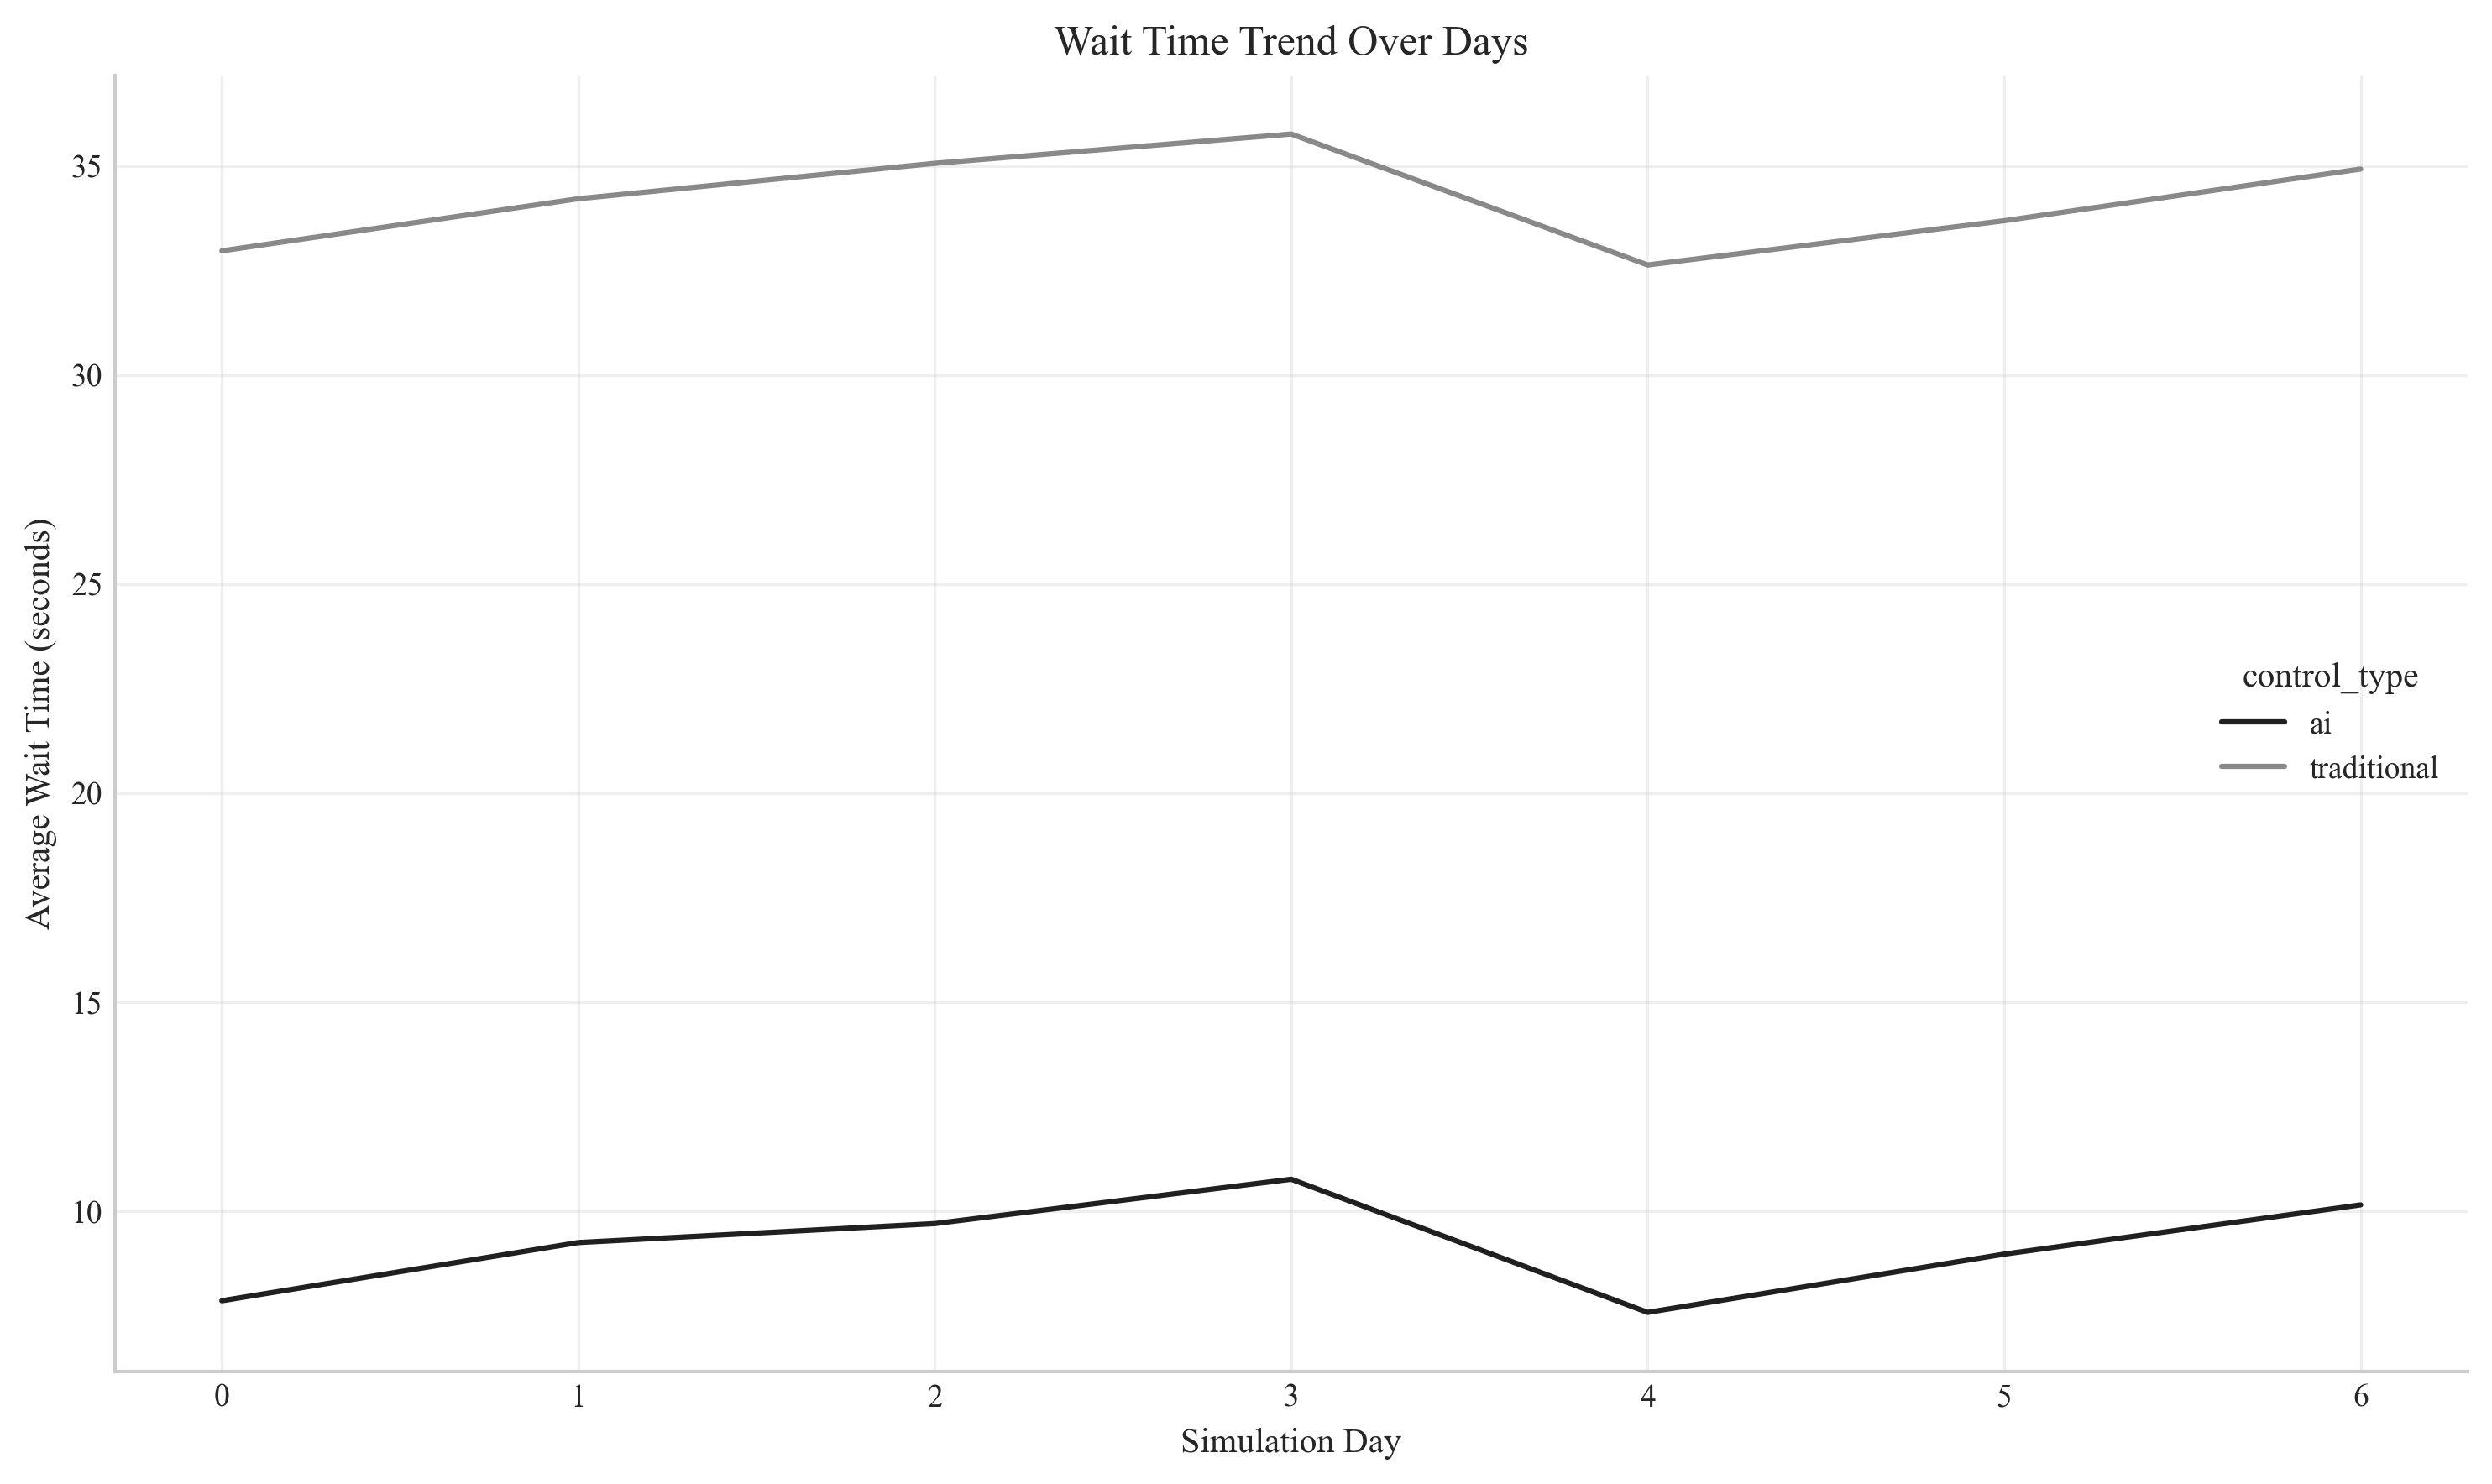 Wait Time Trend Over Days
Average Wait Time (seconds)
35
30
25
20
15
10
control_type
ai
traditional
0 1 2 3 4 5 6
Simulation Day